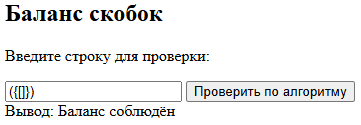 Баланс скобок
Введите строку для проверки:
({[]}) Проверить по алгоритму
Вывод: Баланс соблюдён